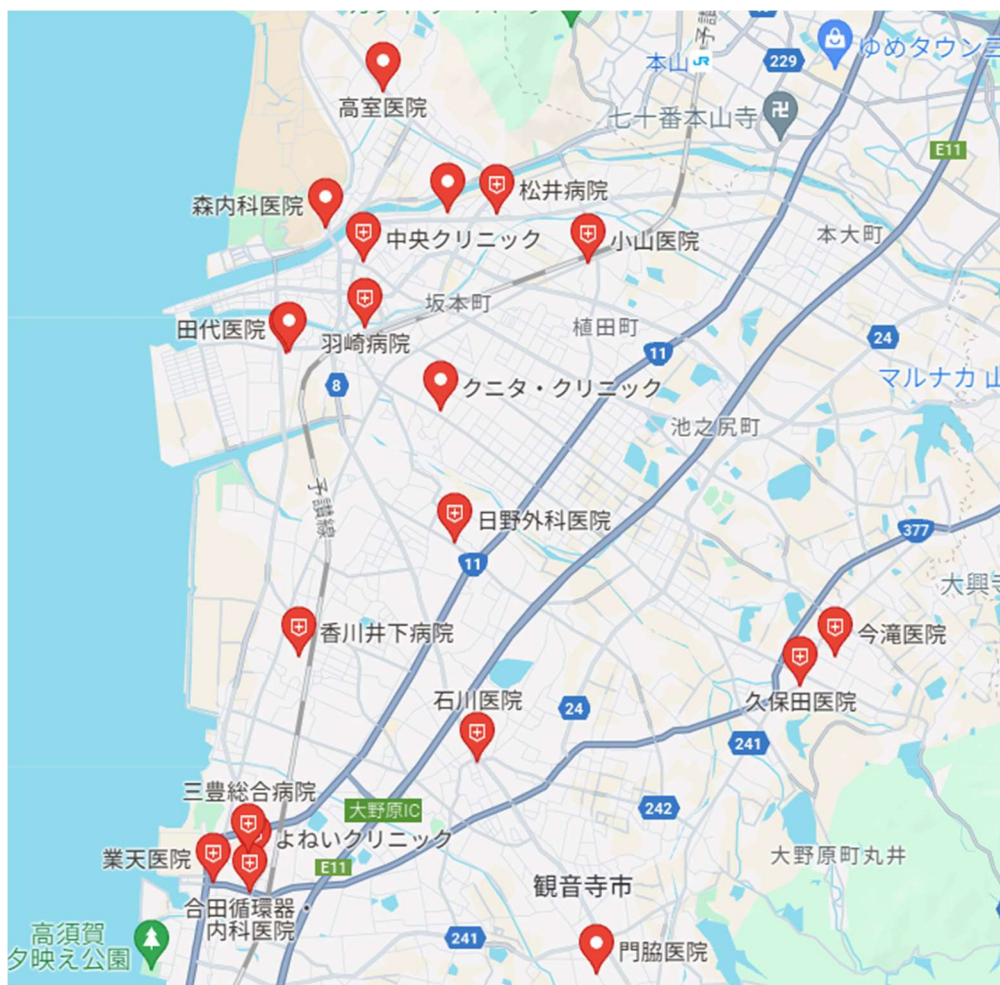 本山
229
ゆめタウン三
七十番本山寺
高室医院
E11
森内科医院
松井病院
中央クリニック
小山医院
本大町
坂本町
植田町
田代医院
羽崎病院
11
24
8
クニタ・クリニック
マルナカ 山
池之尻町
予讃線
日野外科医院
377
11
大興寺
香川井下病院
今滝医院
石川医院
久保田医院
24
241
三豊総合病院
大野原IC
242
よねいクリニック
業天医院
E11
大野原町丸井
観音寺市
合田循環器・
内科医院
高須賀
夕映え公園
241
門脇医院